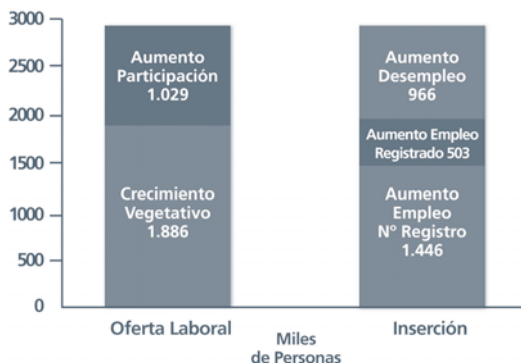 3000
2500
2000
1500
1000
500
0
Aumento
Participación
1.029
Crecimiento
Vegetativo
1.886
Aumento
Desempleo
966
Aumento Empleo
Registrado 503
Aumento
Empleo
Nº Registro
1.446
Oferta Laboral
Inserción
Miles
de Personas